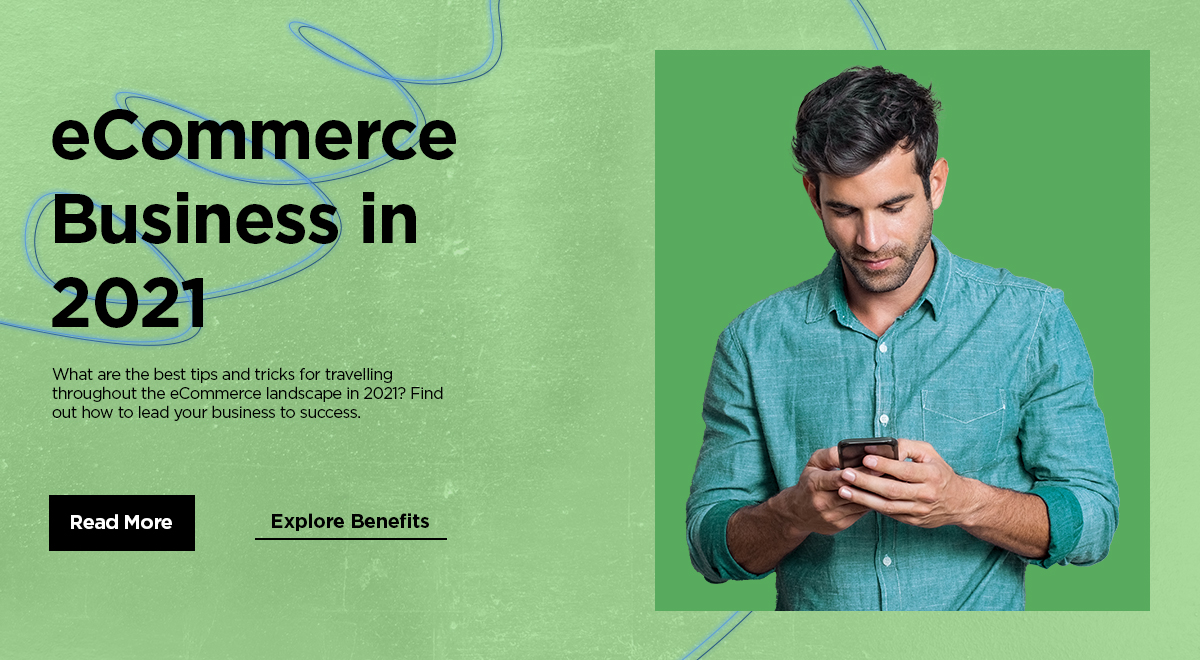 eCommerce
Business in
2021
What are the best tips and tricks for travelling
throughout the eCommerce landscape in 2021? Find
out how to lead your business to success.
Read More
Explore Benefits